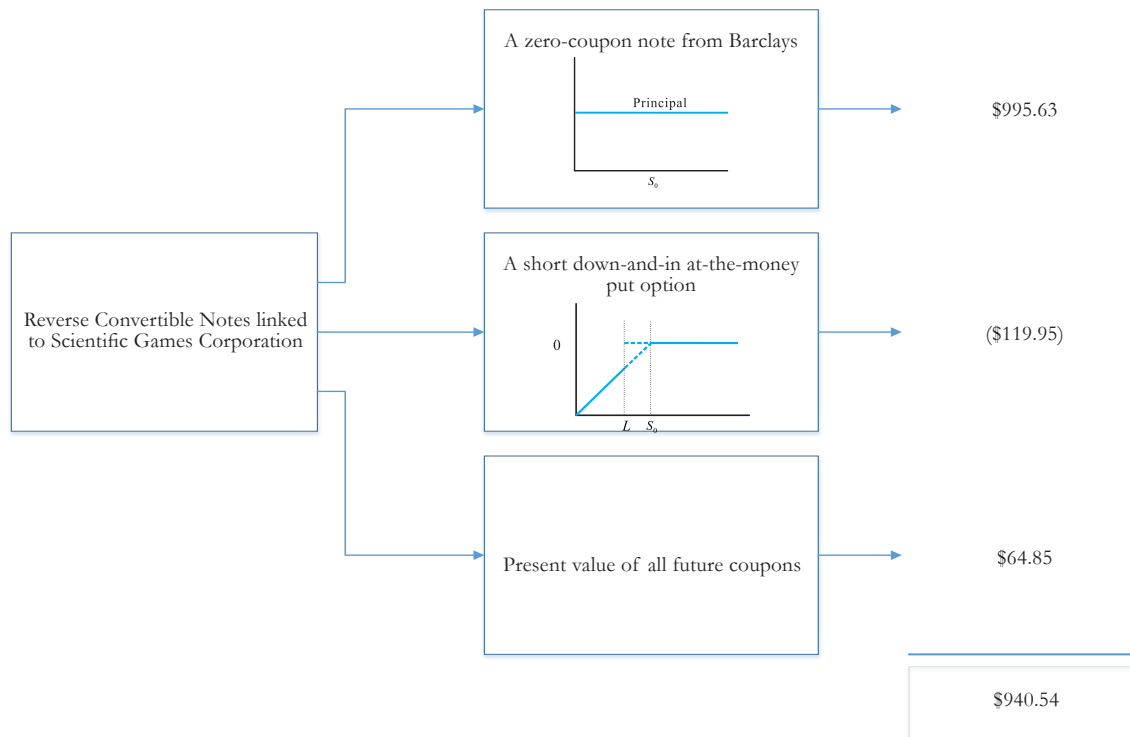 A zero-coupon note from Barclays
Principal
S₀
$995.63
Reverse Convertible Notes linked
to Scientific Games Corporation
A short down-and-in at-the-money
put option
0
L S₀
($119.95)
Present value of all future coupons
$64.85
$940.54